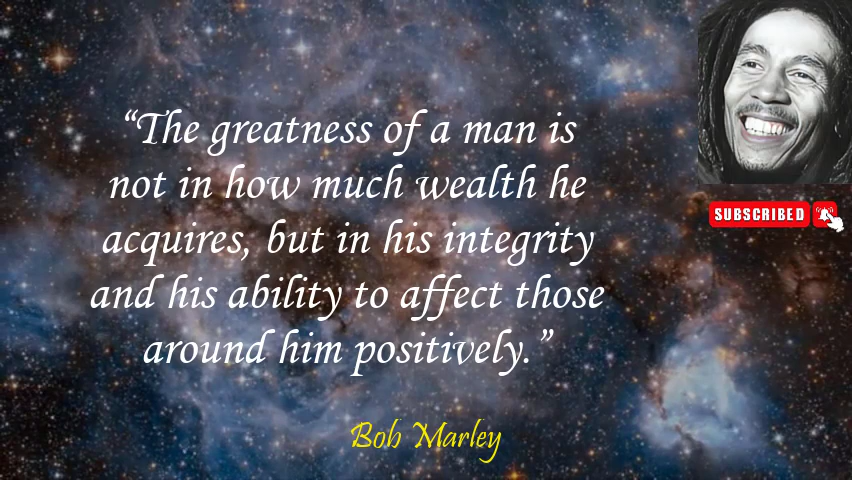 “The greatness of a man is
not in how much wealth he
acquires, but in his integrity
and his ability to affect those
around him positively.”
Bob Marley
SUBSCRIBED